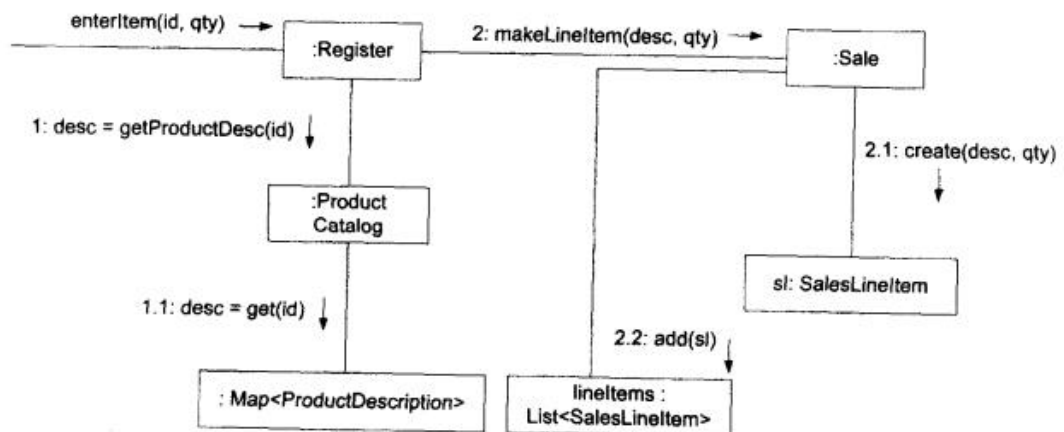 enterItem(id, qty)
:Register
2: makeLineItem(desc, qty)
:Sale
1: desc = getProductDesc(id)
2.1: create(desc, qty)
:Product
Catalog
sl: SalesLineItem
1.1: desc = get(id)
2.2: add(sl)
: Map<ProductDescription>
lineItems :
List<SalesLineItem>